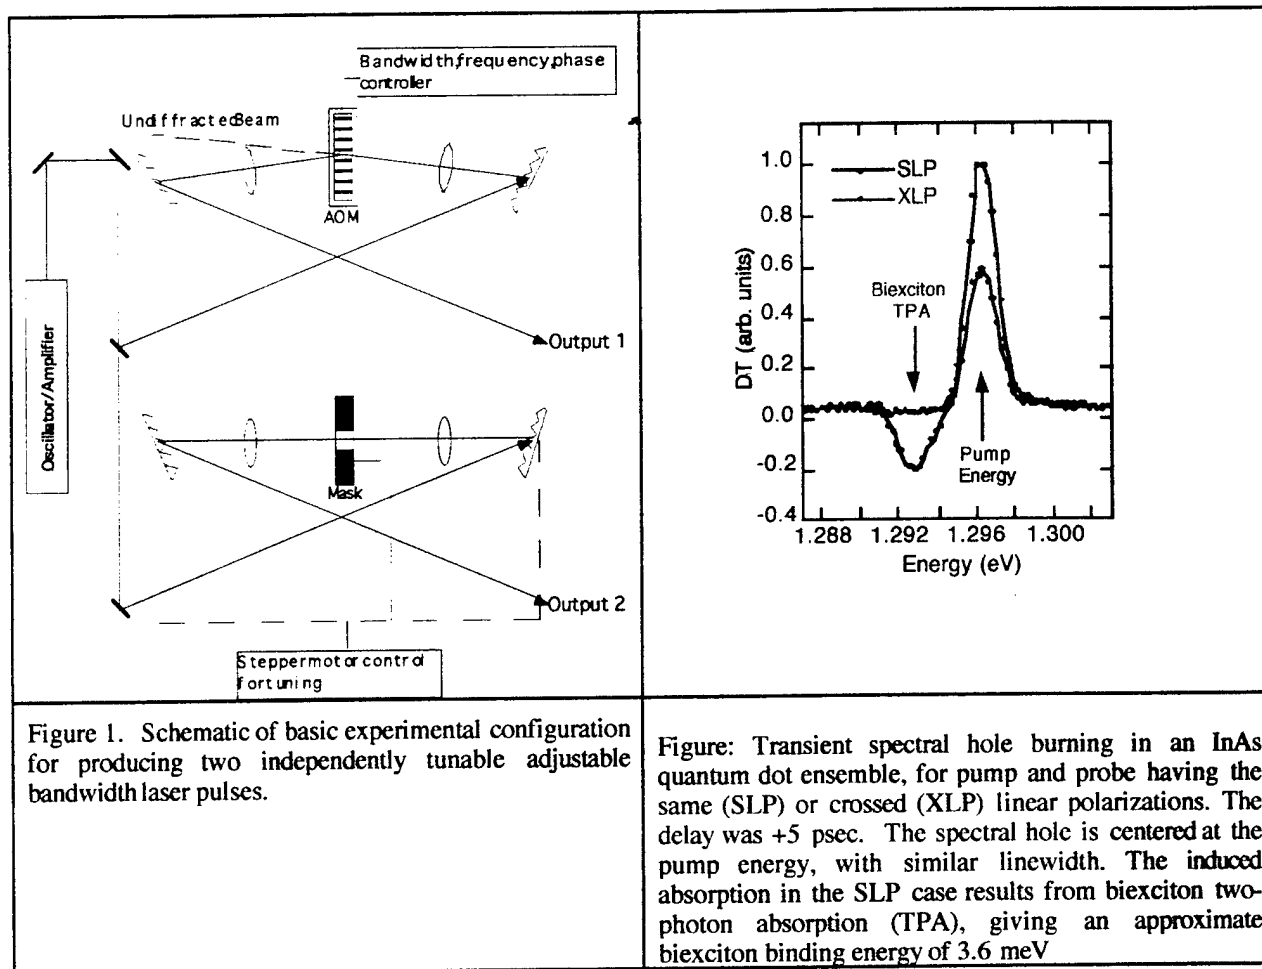 Bandwidth,frequency,phase
controller
UndiffractedBeam
AOM
Oscillator/Amplifier
Output 1
Mask
Output 2
Steppermotor control
for tuning
Figure 1. Schematic of basic experimental configuration
for producing two independently tunable adjustable
bandwidth laser pulses.
SLP
XLP
Biexciton
TPA
Pump
Energy
DT (arb. units)
1.0
0.8
0.6
0.4
0.2
0.0
-0.2
-0.4
1.288 1.292 1.296 1.300
Energy (eV)
Figure: Transient spectral hole burning in an InAs
quantum dot ensemble, for pump and probe having the
same (SLP) or crossed (XLP) linear polarizations. The
delay was +5 psec. The spectral hole is centered at the
pump energy, with similar linewidth. The induced
absorption in the SLP case results from biexciton two-
photon absorption (TPA), giving an approximate
biexciton binding energy of 3.6 meV